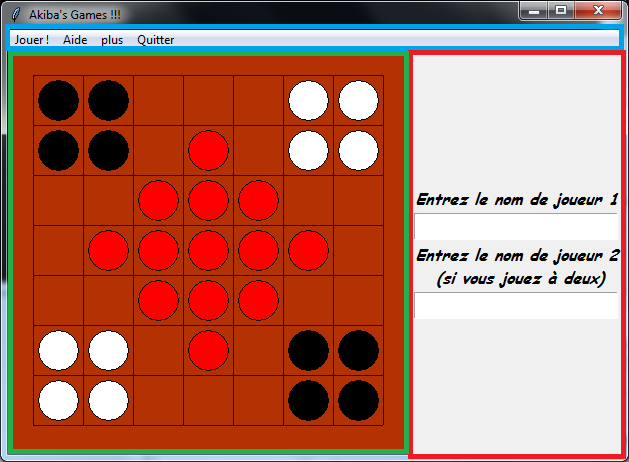 Akiba's Games !!!
Jouer ! Aide plus Quitter
Entrez le nom de joueur 1
Entrez le nom de joueur 2
(si vous jouez à deux)